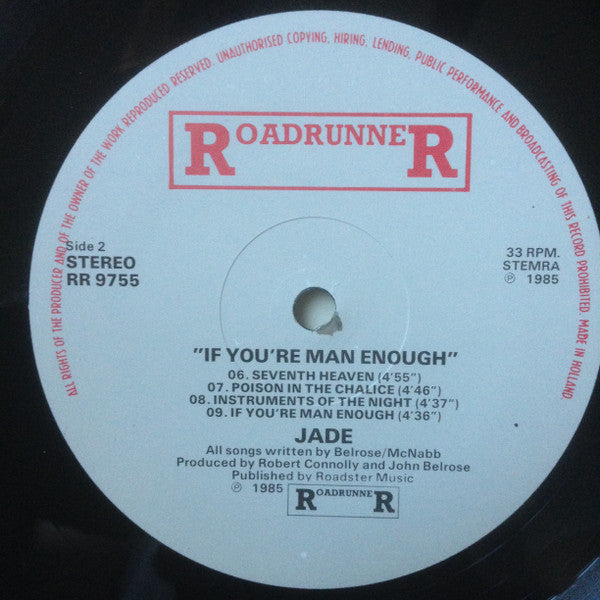 ALL RIGHTS OF THE PRODUCER AND OF THE OWNER OF THE WORK REPRODUCED RESERVED. UNAUTHORISED COPYING, HIRING, LENDING, PUBLIC PERFORMANCE AND BROADCASTING OF THIS RECORD PROHIBITED. MADE IN HOLLAND.
ROADRUNNER
Side 2
STEREO
RR 9755
33 RPM.
STEMRA
℗ 1985
"IF YOU'RE MAN ENOUGH"
06. SEVENTH HEAVEN (4'55")
07. POISON IN THE CHALICE (4'46")
08. INSTRUMENTS OF THE NIGHT (4'37")
09. IF YOU'RE MAN ENOUGH (4'36")
JADE
All songs written by Belrose/McNabb
Produced by Robert Connolly and John Belrose
Published by Roadster Music
℗ 1985 ROADRUNNER